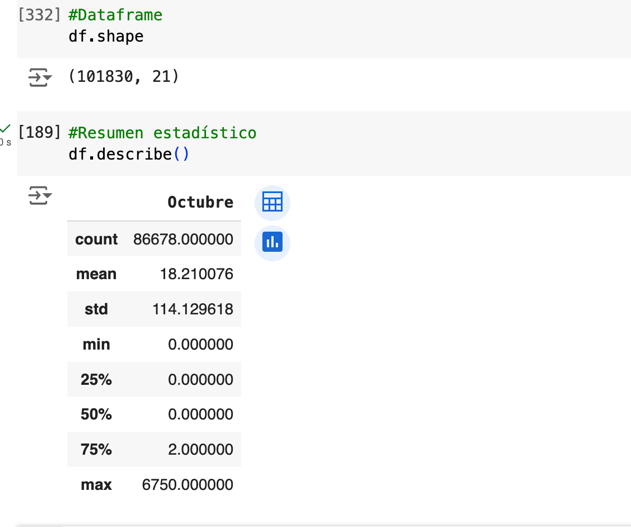 [332] #Dataframe
df.shape
(101830, 21)
[189] #Resumen estadístico
0 s
df.describe()
Octubre
count 86678.000000
mean 18.210076
std 114.129618
min 0.000000
25% 0.000000
50% 0.000000
75% 2.000000
max 6750.000000